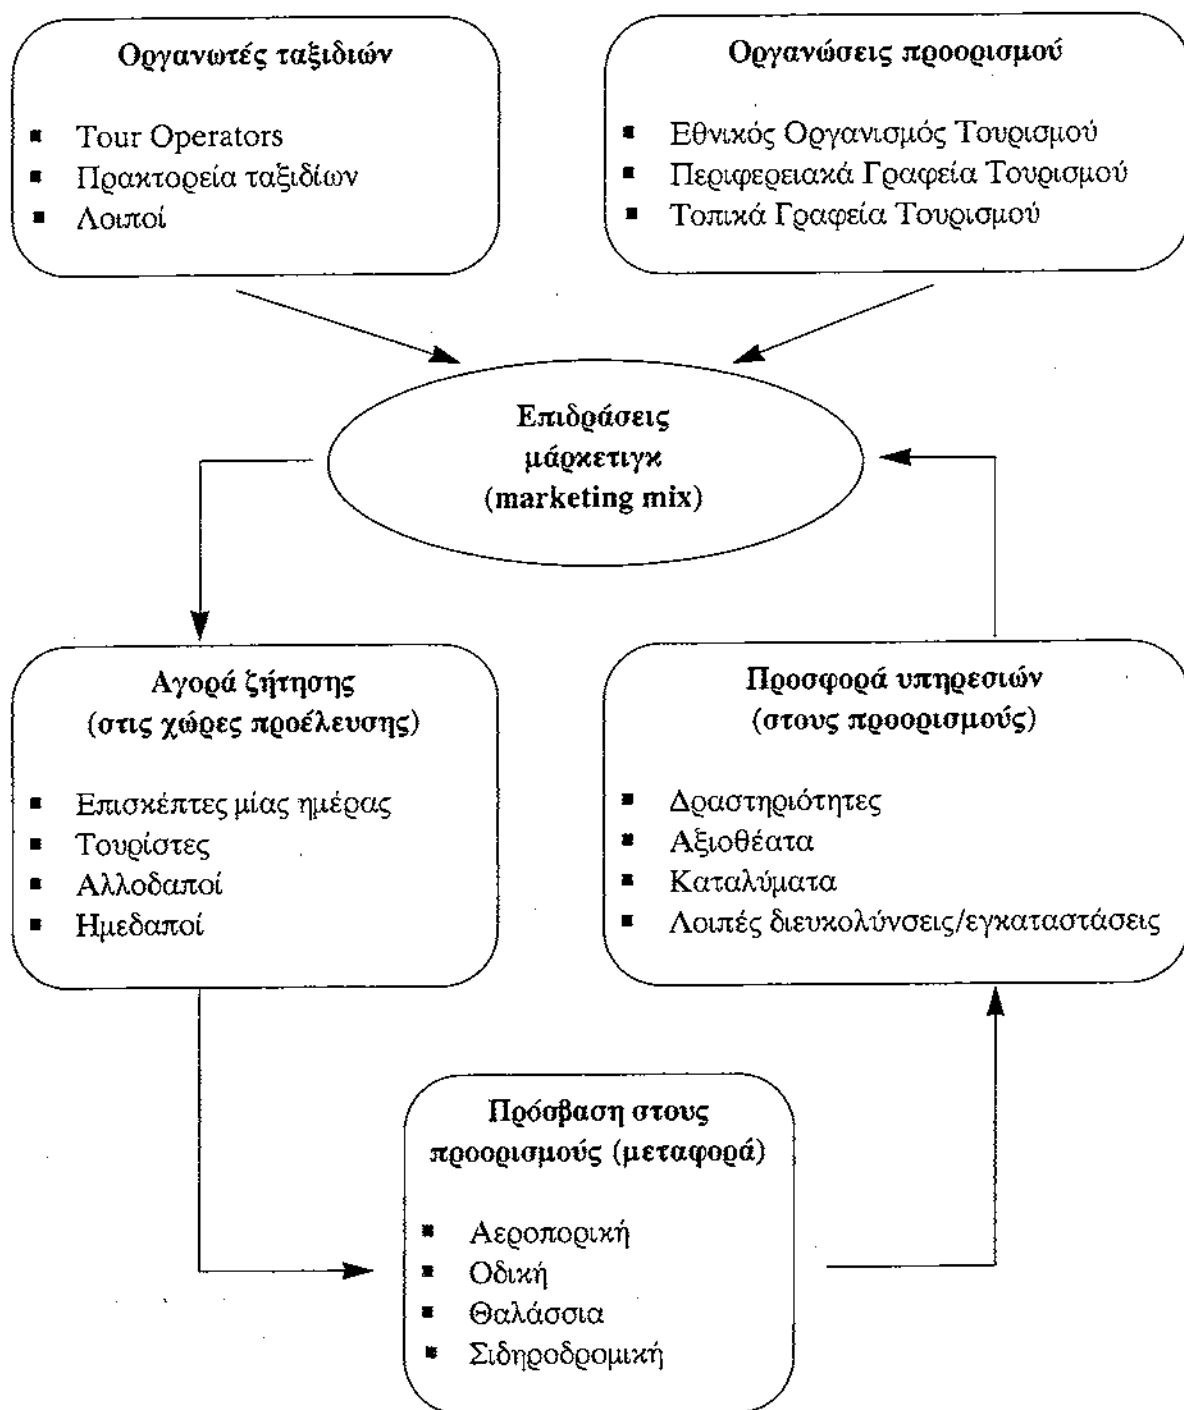 Οργανωτές ταξιδιών
▪ Tour Operators
▪ Πρακτορεία ταξιδίων
▪ Λοιποί
Οργανώσεις προορισμού
▪ Εθνικός Οργανισμός Τουρισμού
▪ Περιφερειακά Γραφεία Τουρισμού
▪ Τοπικά Γραφεία Τουρισμού
Επιδράσεις
μάρκετιγκ
(marketing mix)
Αγορά ζήτησης
(στις χώρες προέλευσης)
▪ Επισκέπτες μίας ημέρας
▪ Τουρίστες
▪ Αλλοδαποί
▪ Ημεδαποί
Προσφορά υπηρεσιών
(στους προορισμούς)
▪ Δραστηριότητες
▪ Αξιοθέατα
▪ Καταλύματα
▪ Λοιπές διευκολύνσεις/εγκαταστάσεις
Πρόσβαση στους
προορισμούς (μεταφορά)
▪ Αεροπορική
▪ Οδική
▪ Θαλάσσια
▪ Σιδηροδρομική